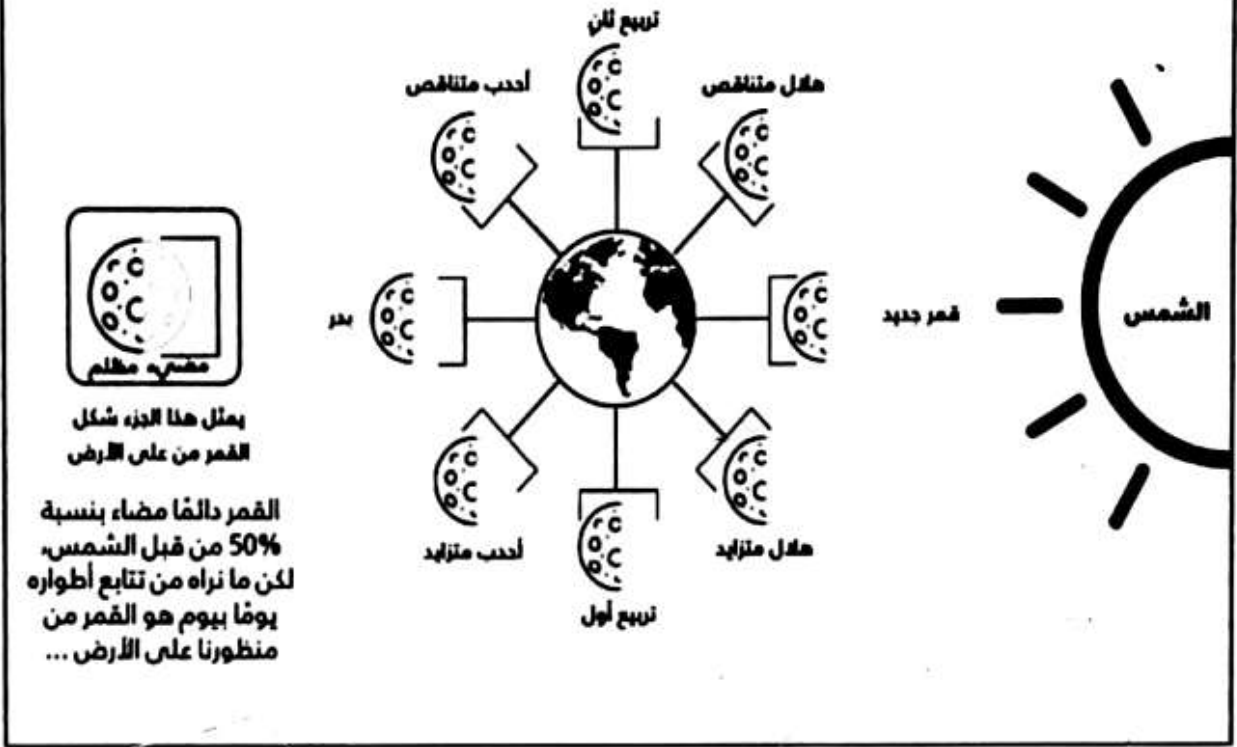 تربيع ثانٍ
أحدب متناقص
هلال متناقص
بدر
قمر جديد
الشمس
مضيء مظلم
يمثل هذا الجزء شكل
القمر من على الأرض
أحدب متزايد
هلال متزايد
تربيع أول
القمر دائمًا مضاء بنسبة
50% من قبل الشمس،
لكن ما نراه من تتابع أطواره
يومًا بيوم هو القمر من
منظورنا على الأرض ...